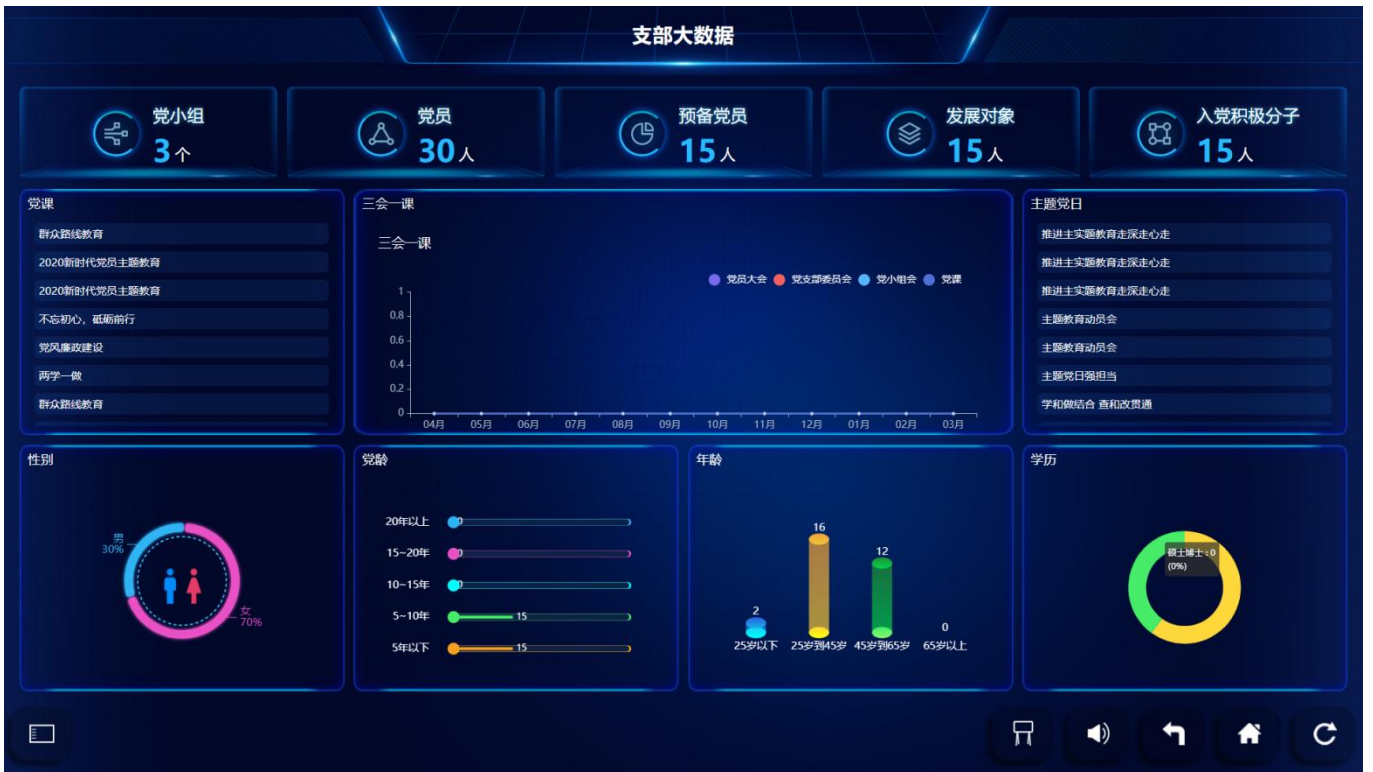 支部大数据
党小组
3个
党员
30人
预备党员
15人
发展对象
15人
入党积极分子
15人
党课
群众路线教育
2020新时代党员主题教育
2020新时代党员主题教育
不忘初心，砥砺前行
党风廉政建设
两学一做
群众路线教育
三会一课
三会一课
党员大会 党支部委员会 党小组会 党课
1
0.8
0.6
0.4
0.2
0
04月 05月 06月 07月 08月 09月 10月 11月 12月 01月 02月 03月
主题党日
推进主实题教育走深走心走
推进主实题教育走深走心走
推进主实题教育走深走心走
主题教育动员会
主题教育动员会
主题党日强担当
学和做结合 查和改贯通
性别
男
30%
女
70%
党龄
20年以上 0
15~20年 0
10~15年 0
5~10年 15
5年以下 15
年龄
2
16
12
0
25岁以下 25岁到45岁 45岁到65岁 65岁以上
学历
硕士博士 : 0
(0%)